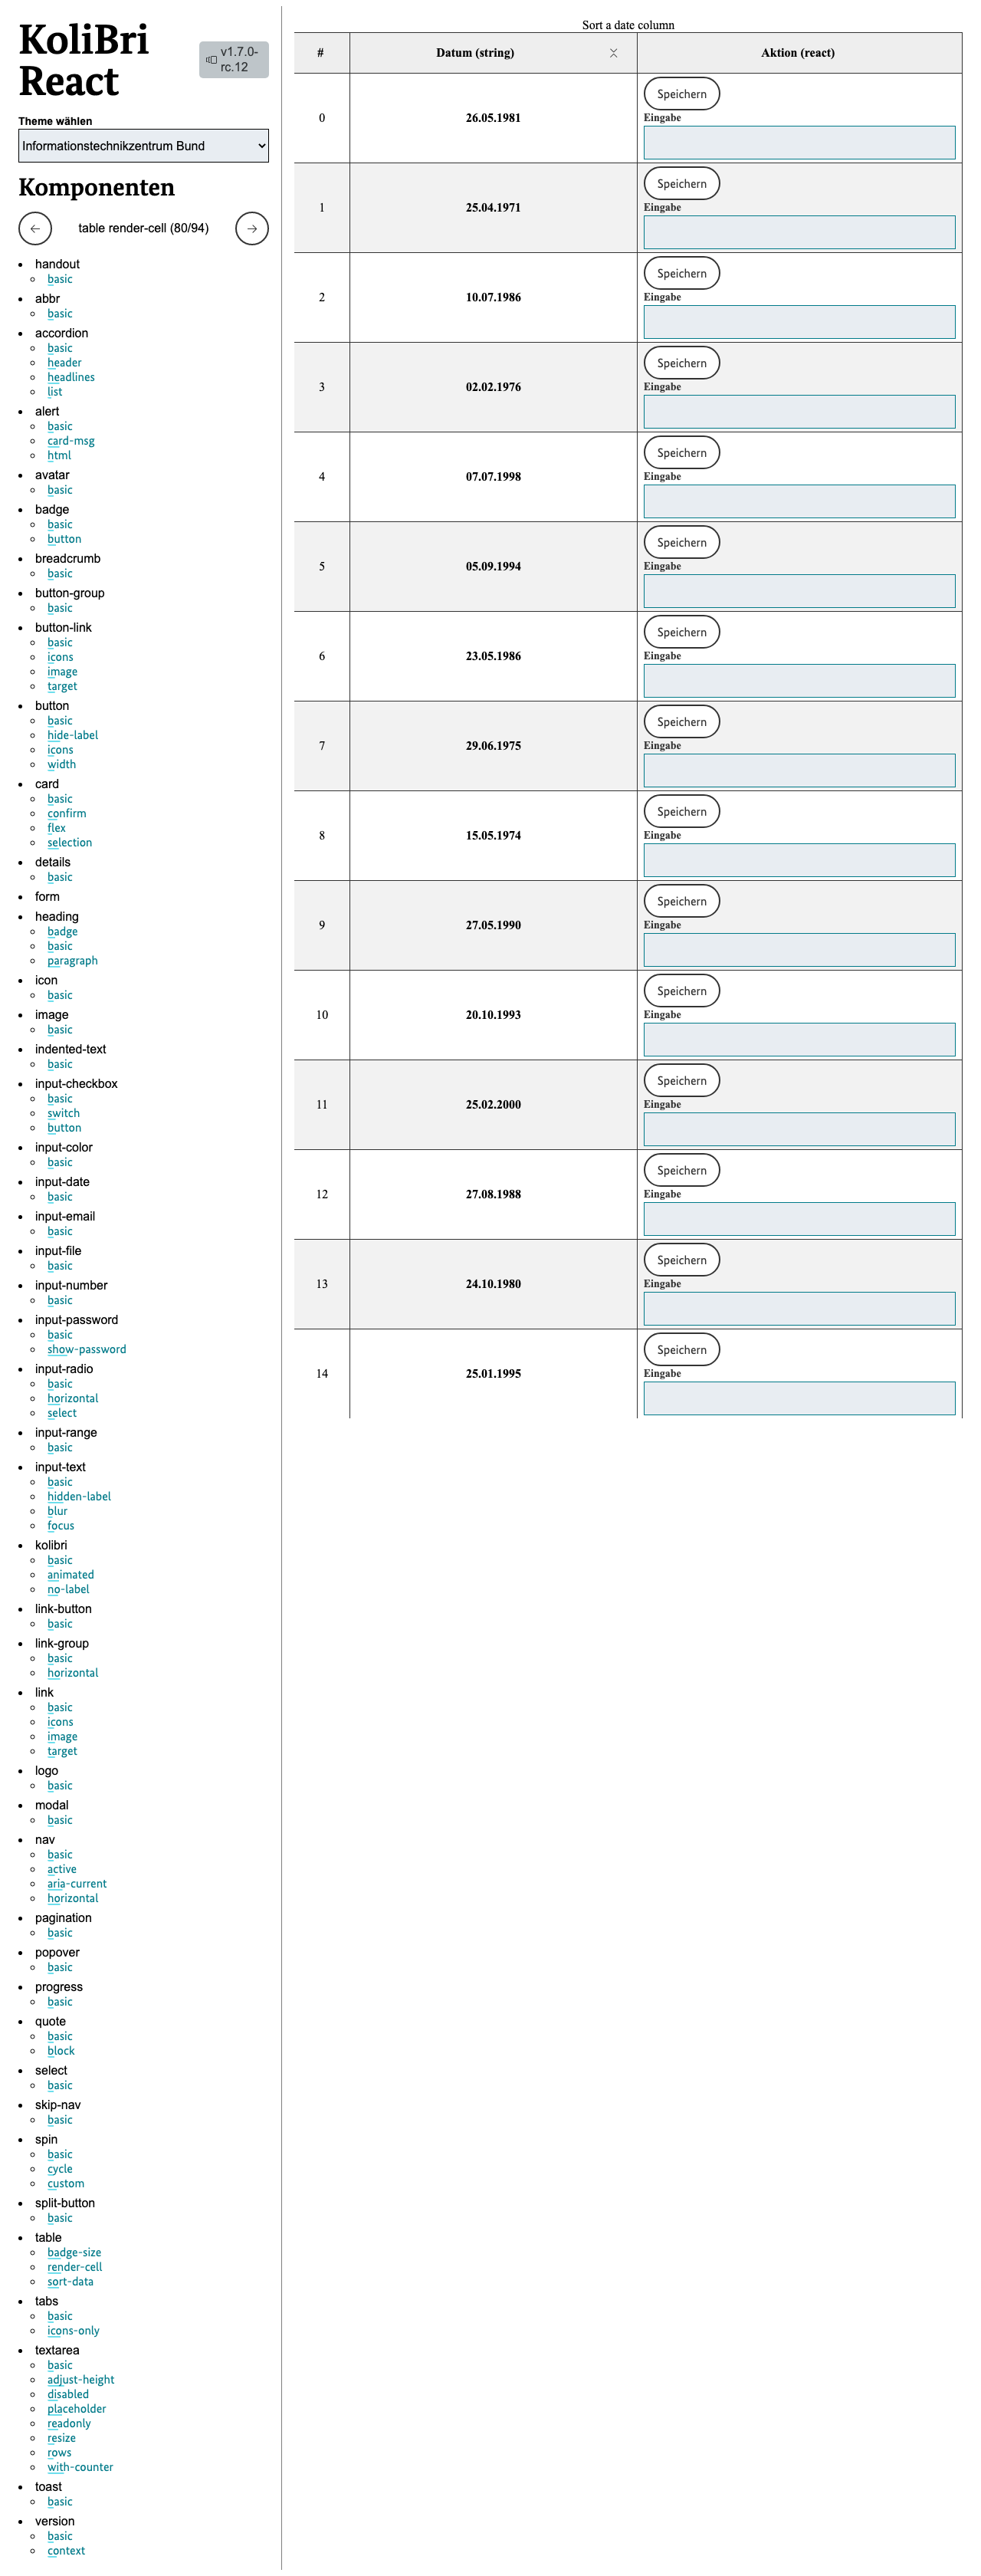 KoliBri
React
v1.7.0-
rc.12
Theme wählen
Informationstechnikzentrum Bund
Komponenten
table render-cell (80/94)
handout
basic
abbr
basic
accordion
basic
header
headlines
list
alert
basic
card-msg
html
avatar
basic
badge
basic
button
breadcrumb
basic
button-group
basic
button-link
basic
icons
image
target
button
basic
hide-label
icons
width
card
basic
confirm
flex
selection
details
basic
form
heading
badge
basic
paragraph
icon
basic
image
basic
indented-text
basic
input-checkbox
basic
switch
button
input-color
basic
input-date
basic
input-email
basic
input-file
basic
input-number
basic
input-password
basic
show-password
input-radio
basic
horizontal
select
input-range
basic
input-text
basic
hidden-label
blur
focus
kolibri
basic
animated
no-label
link-button
basic
link-group
basic
horizontal
link
basic
icons
image
target
logo
basic
modal
basic
nav
basic
active
aria-current
horizontal
pagination
basic
popover
basic
progress
basic
quote
basic
block
select
basic
skip-nav
basic
spin
basic
cycle
custom
split-button
basic
table
badge-size
render-cell
sort-data
tabs
basic
icons-only
textarea
basic
adjust-height
disabled
placeholder
readonly
resize
rows
with-counter
toast
basic
version
basic
context
Sort a date column
# Datum (string) Aktion (react)
Speichern
0 26.05.1981 Eingabe
Speichern
1 25.04.1971 Eingabe
Speichern
2 10.07.1986 Eingabe
Speichern
3 02.02.1976 Eingabe
Speichern
4 07.07.1998 Eingabe
Speichern
5 05.09.1994 Eingabe
Speichern
6 23.05.1986 Eingabe
Speichern
7 29.06.1975 Eingabe
Speichern
8 15.05.1974 Eingabe
Speichern
9 27.05.1990 Eingabe
Speichern
10 20.10.1993 Eingabe
Speichern
11 25.02.2000 Eingabe
Speichern
12 27.08.1988 Eingabe
Speichern
13 24.10.1980 Eingabe
Speichern
14 25.01.1995 Eingabe